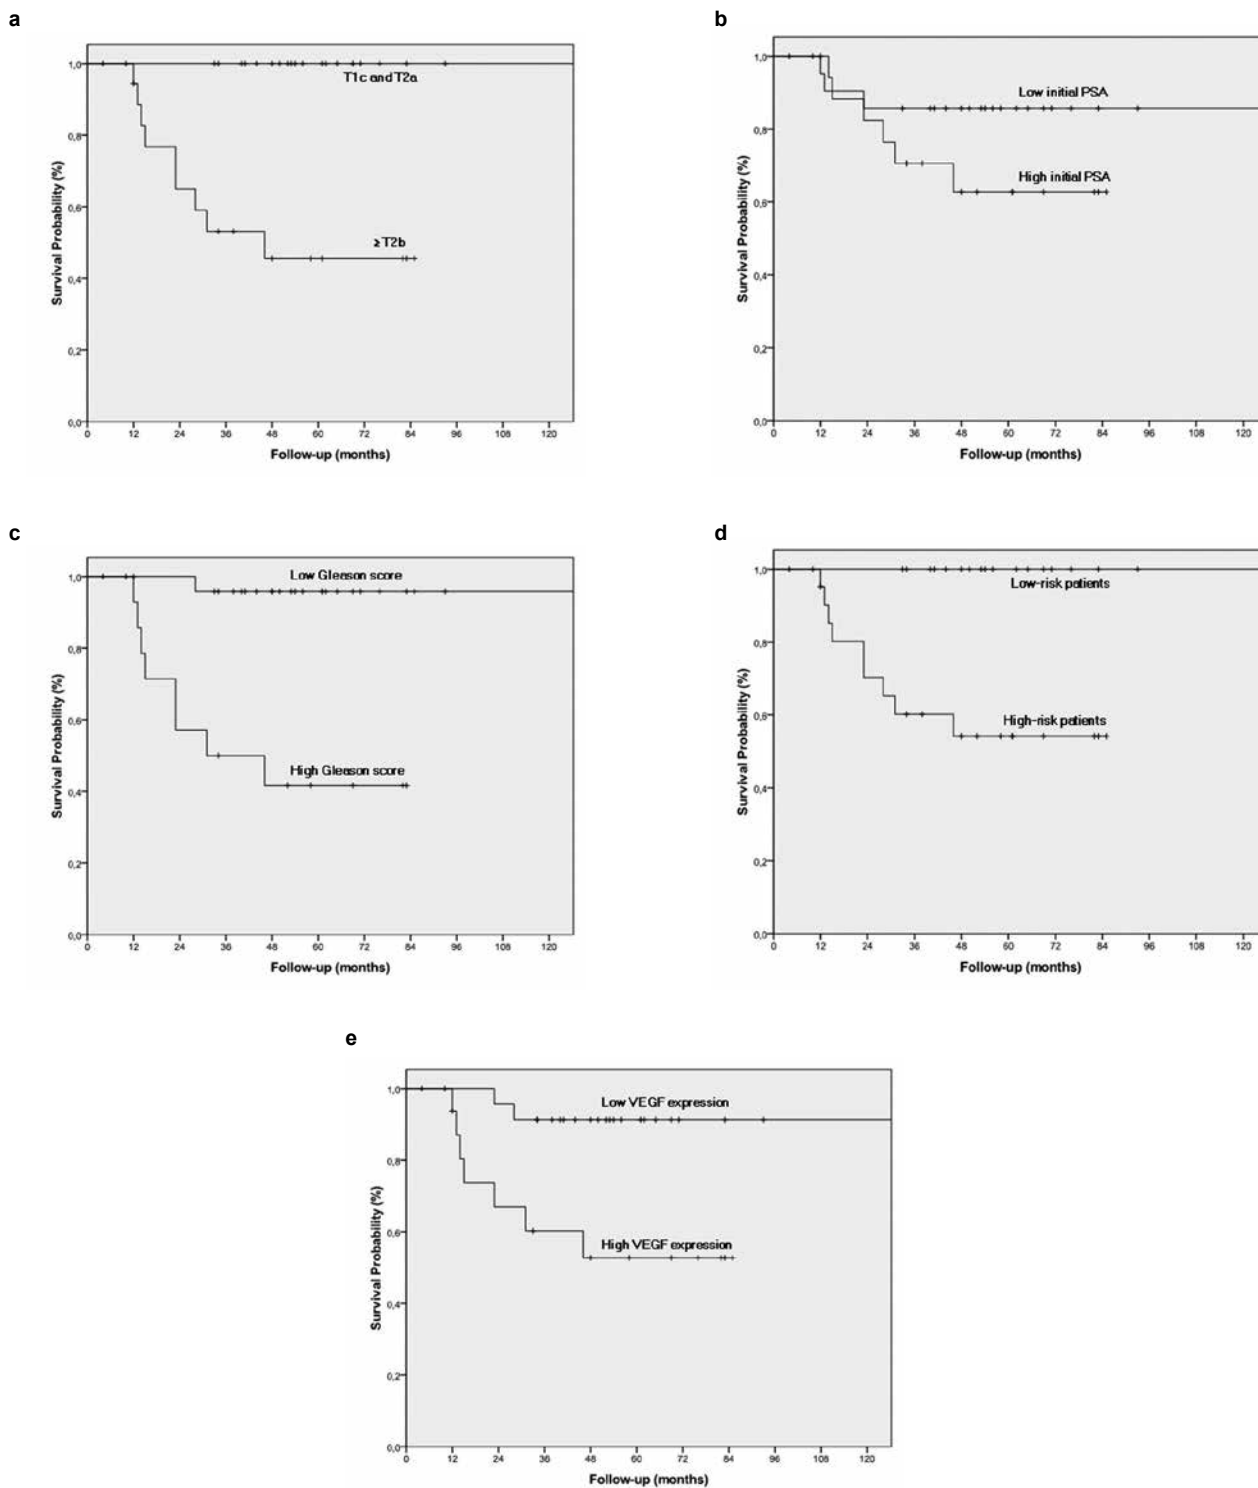 a
1,0
0,8
0,6
0,4
0,2
0,0
T1c and T2a
≥T2b
Survival Probability (%)
0 12 24 36 48 60 72 84 96 108 120
Follow-up (months)
b
1,0
0,8
0,6
0,4
0,2
0,0
Low initial PSA
High initial PSA
Survival Probability (%)
0 12 24 36 48 60 72 84 96 108 120
Follow-up (months)
c
1,0
0,8
0,6
0,4
0,2
0,0
Low Gleason score
High Gleason score
Survival Probability (%)
0 12 24 36 48 60 72 84 96 108 120
Follow-up (months)
d
1,0
0,8
0,6
0,4
0,2
0,0
Low-risk patients
High-risk patients
Survival Probability (%)
0 12 24 36 48 60 72 84 96 108 120
Follow-up (months)
e
1,0
0,8
0,6
0,4
0,2
0,0
Low VEGF expression
High VEGF expression
Survival Probability (%)
0 12 24 36 48 60 72 84 96 108 120
Follow-up (months)